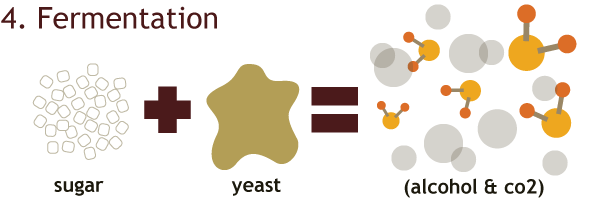 4. Fermentation
sugar
yeast
(alcohol & co2)